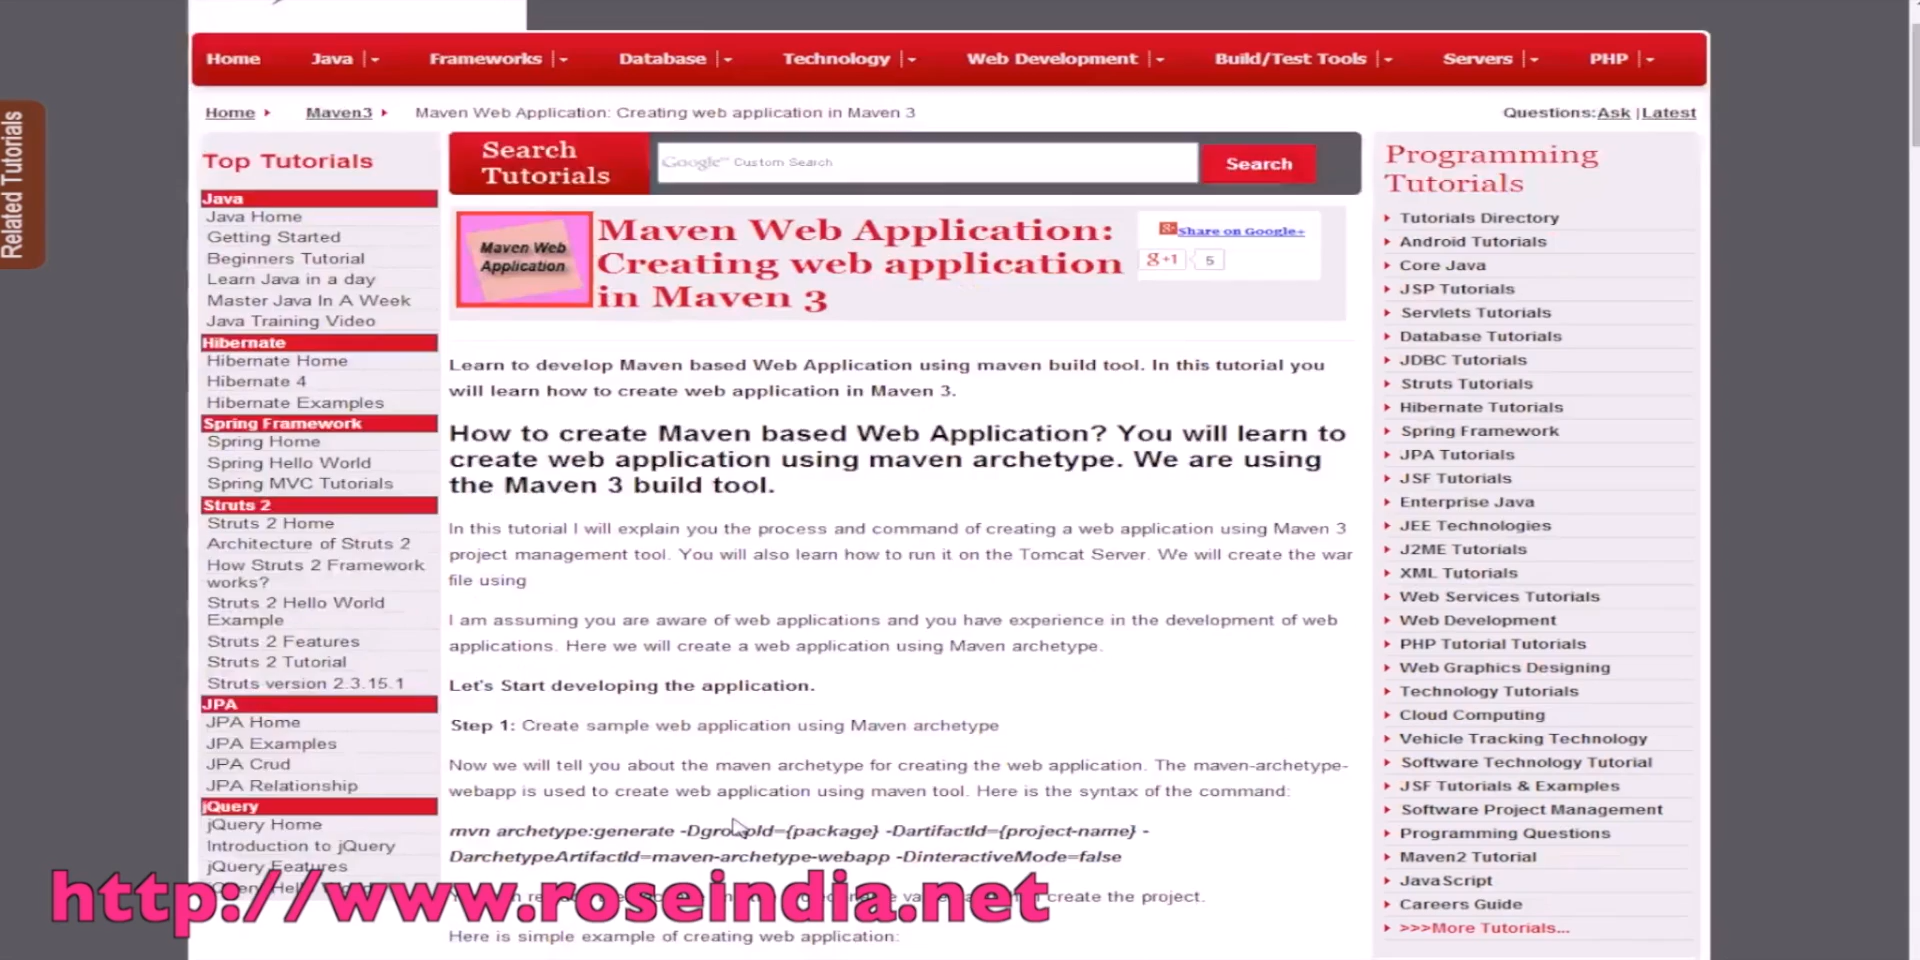 Home Java Frameworks Database Technology Web Development Build/Test Tools Servers PHP
Home Maven3 Maven Web Application: Creating web application in Maven 3 Questions:Ask |Latest
Related Tutorials
Top Tutorials
Java
Java Home
Getting Started
Beginners Tutorial
Learn Java in a day
Master Java In A Week
Java Training Video
Hibernate
Hibernate Home
Hibernate 4
Hibernate Examples
Spring Framework
Spring Home
Spring Hello World
Spring MVC Tutorials
Struts 2
Struts 2 Home
Architecture of Struts 2
How Struts 2 Framework
works?
Struts 2 Hello World
Example
Struts 2 Features
Struts 2 Tutorial
Struts version 2.3.15.1
JPA
JPA Home
JPA Examples
JPA Crud
JPA Relationship
jQuery
jQuery Home
Introduction to jQuery
jQuery Features
Search
Tutorials
Google™ Custom Search
Search
Maven Web
Application
Maven Web Application:
Creating web application
in Maven 3
Share on Google+
g+1 5
Learn to develop Maven based Web Application using maven build tool. In this tutorial you
will learn how to create web application in Maven 3.
How to create Maven based Web Application? You will learn to
create web application using maven archetype. We are using
the Maven 3 build tool.
In this tutorial I will explain you the process and command of creating a web application using Maven 3
project management tool. You will also learn how to run it on the Tomcat Server. We will create the war
file using
I am assuming you are aware of web applications and you have experience in the development of web
applications. Here we will create a web application using Maven archetype.
Let's Start developing the application.
Step 1: Create sample web application using Maven archetype
Now we will tell you about the maven archetype for creating the web application. The maven-archetype-
webapp is used to create web application using maven tool. Here is the syntax of the command:
mvn archetype:generate -DgroupId={package} -DartifactId={project-name} -
DarchetypeArtifactId=maven-archetype-webapp -DinteractiveMode=false
create the project.
Here is simple example of creating web application:
http://www.roseindia.net
Programming
Tutorials
Tutorials Directory
Android Tutorials
Core Java
JSP Tutorials
Servlets Tutorials
Database Tutorials
JDBC Tutorials
Struts Tutorials
Hibernate Tutorials
Spring Framework
JPA Tutorials
JSF Tutorials
Enterprise Java
JEE Technologies
J2ME Tutorials
XML Tutorials
Web Services Tutorials
Web Development
PHP Tutorial Tutorials
Web Graphics Designing
Technology Tutorials
Cloud Computing
Vehicle Tracking Technology
Software Technology Tutorial
JSF Tutorials & Examples
Software Project Management
Programming Questions
Maven2 Tutorial
JavaScript
Careers Guide
>>>More Tutorials...